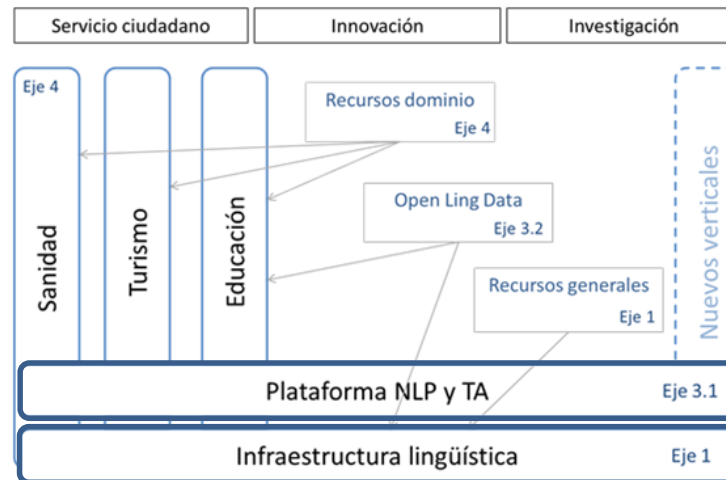 Servicio ciudadano
Innovación
Investigación
Eje 4
Recursos dominio
Eje 4
Open Ling Data
Eje 3.2
Recursos generales
Eje 1
Sanidad
Turismo
Educación
Nuevos verticales
Plataforma NLP y TA
Eje 3.1
Infraestructura lingüística
Eje 1